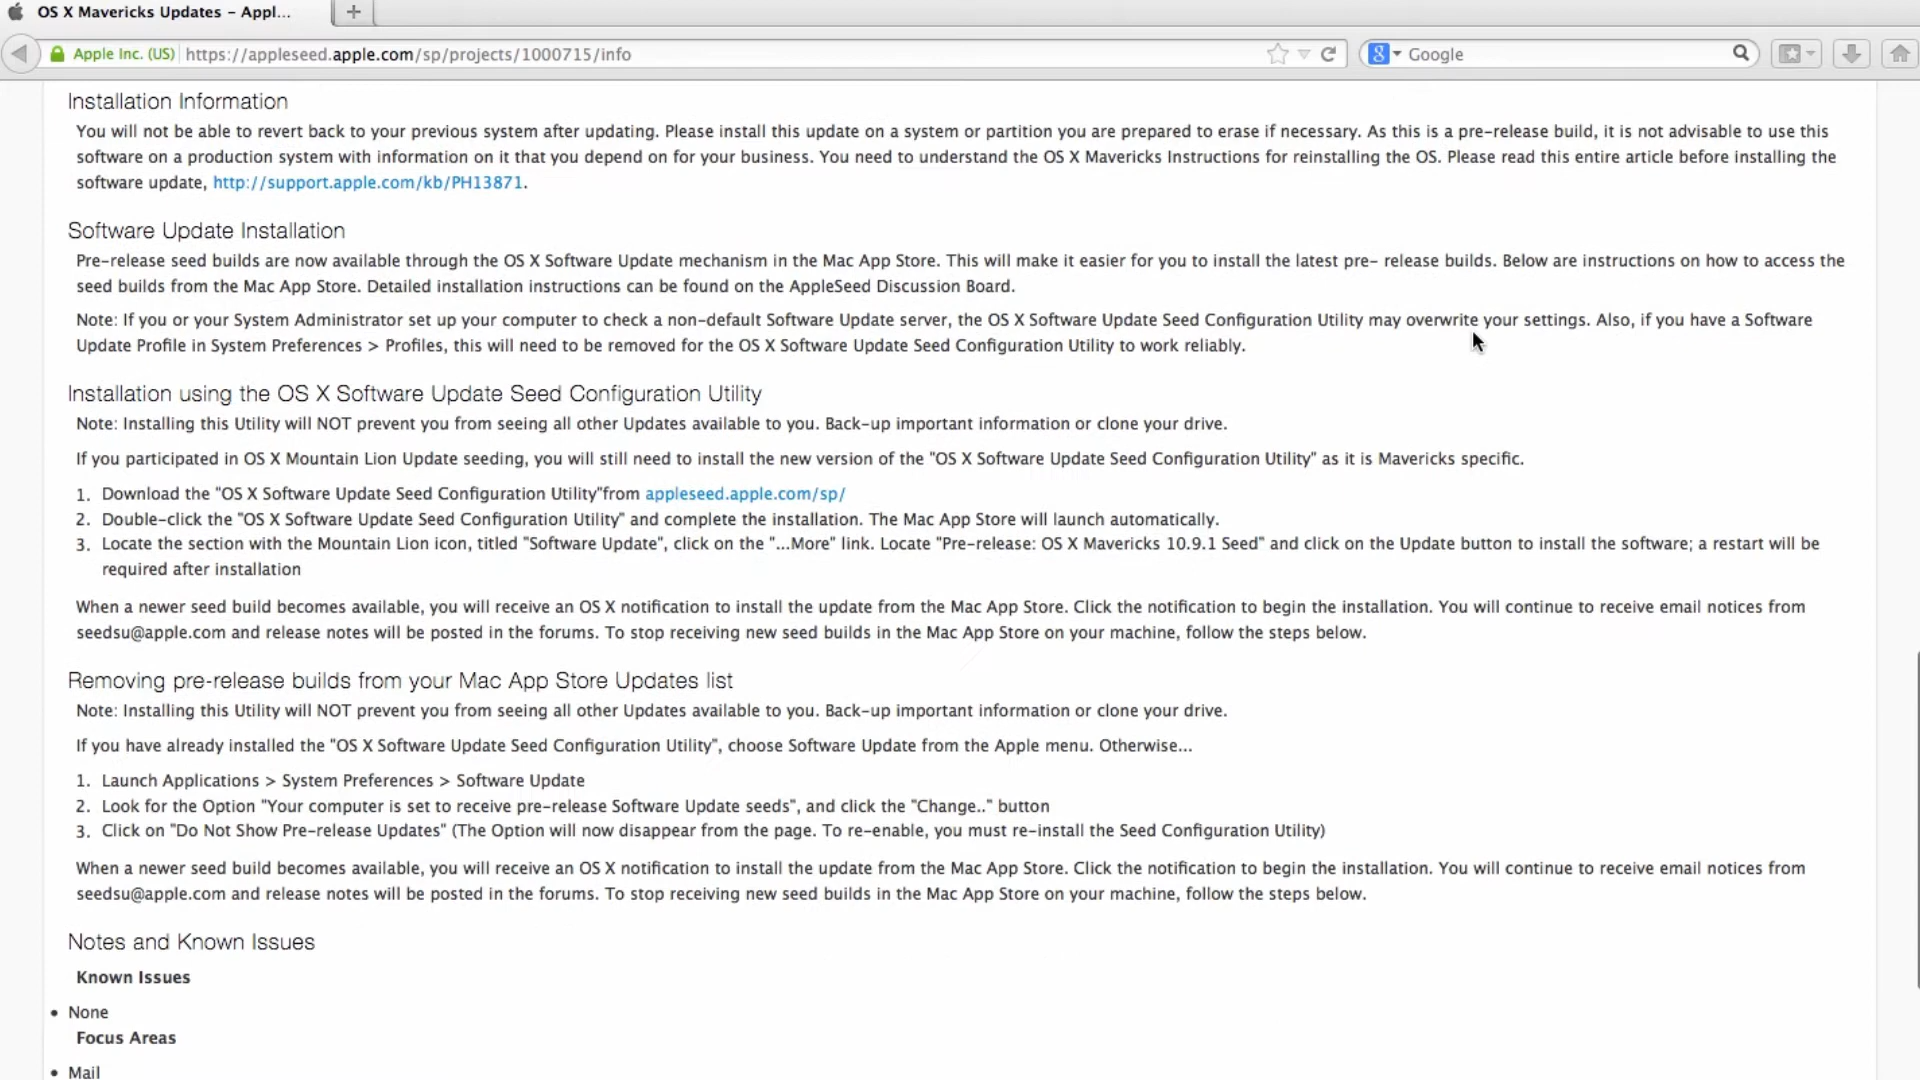 OS X Mavericks Updates – Appl...
Apple Inc. (US) https://appleseed.apple.com/sp/projects/1000715/info
Google
Installation Information
You will not be able to revert back to your previous system after updating. Please install this update on a system or partition you are prepared to erase if necessary. As this is a pre-release build, it is not advisable to use this
software on a production system with information on it that you depend on for your business. You need to understand the OS X Mavericks Instructions for reinstalling the OS. Please read this entire article before installing the
software update, http://support.apple.com/kb/PH13871.
Software Update Installation
Pre-release seed builds are now available through the OS X Software Update mechanism in the Mac App Store. This will make it easier for you to install the latest pre- release builds. Below are instructions on how to access the
seed builds from the Mac App Store. Detailed installation instructions can be found on the AppleSeed Discussion Board.
Note: If you or your System Administrator set up your computer to check a non-default Software Update server, the OS X Software Update Seed Configuration Utility may overwrite your settings. Also, if you have a Software
Update Profile in System Preferences > Profiles, this will need to be removed for the OS X Software Update Seed Configuration Utility to work reliably.
Installation using the OS X Software Update Seed Configuration Utility
Note: Installing this Utility will NOT prevent you from seeing all other Updates available to you. Back-up important information or clone your drive.
If you participated in OS X Mountain Lion Update seeding, you will still need to install the new version of the "OS X Software Update Seed Configuration Utility" as it is Mavericks specific.
1. Download the "OS X Software Update Seed Configuration Utility"from appleseed.apple.com/sp/
2. Double-click the "OS X Software Update Seed Configuration Utility" and complete the installation. The Mac App Store will launch automatically.
3. Locate the section with the Mountain Lion icon, titled "Software Update", click on the "...More" link. Locate "Pre-release: OS X Mavericks 10.9.1 Seed" and click on the Update button to install the software; a restart will be
required after installation
When a newer seed build becomes available, you will receive an OS X notification to install the update from the Mac App Store. Click the notification to begin the installation. You will continue to receive email notices from
seedsu@apple.com and release notes will be posted in the forums. To stop receiving new seed builds in the Mac App Store on your machine, follow the steps below.
Removing pre-release builds from your Mac App Store Updates list
Note: Installing this Utility will NOT prevent you from seeing all other Updates available to you. Back-up important information or clone your drive.
If you have already installed the "OS X Software Update Seed Configuration Utility", choose Software Update from the Apple menu. Otherwise...
1. Launch Applications > System Preferences > Software Update
2. Look for the Option "Your computer is set to receive pre-release Software Update seeds", and click the "Change.." button
3. Click on "Do Not Show Pre-release Updates" (The Option will now disappear from the page. To re-enable, you must re-install the Seed Configuration Utility)
When a newer seed build becomes available, you will receive an OS X notification to install the update from the Mac App Store. Click the notification to begin the installation. You will continue to receive email notices from
seedsu@apple.com and release notes will be posted in the forums. To stop receiving new seed builds in the Mac App Store on your machine, follow the steps below.
Notes and Known Issues
Known Issues
• None
Focus Areas
• Mail